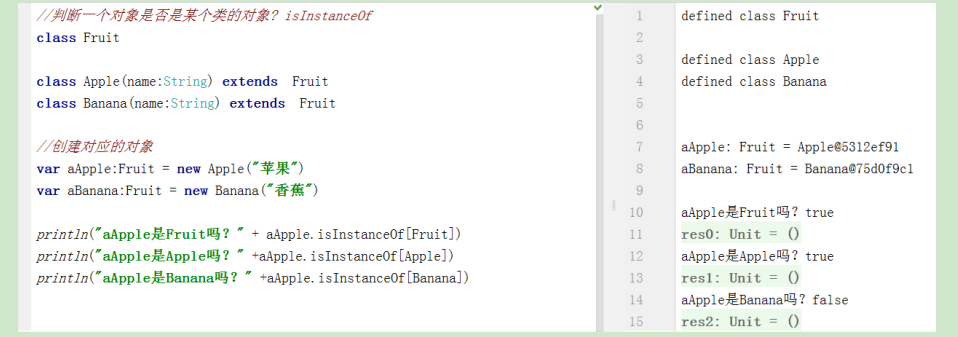 //判断一个对象是否是某个类的对象? isInstanceOf
class Fruit
class Apple(name:String) extends  Fruit
class Banana(name:String) extends  Fruit
//创建对应的对象
var aApple:Fruit = new Apple("苹果")
var aBanana:Fruit = new Banana("香蕉")
println("aApple是Fruit吗? " + aApple.isInstanceOf[Fruit])
println("aApple是Apple吗? " +aApple.isInstanceOf[Apple])
println("aApple是Banana吗? " +aApple.isInstanceOf[Banana])
1 defined class Fruit
2
3 defined class Apple
4 defined class Banana
5
6
7 aApple: Fruit = Apple@5312ef91
8 aBanana: Fruit = Banana@75d0f9c1
9
10 aApple是Fruit吗? true
11 res0: Unit = ()
12 aApple是Apple吗? true
13 res1: Unit = ()
14 aApple是Banana吗? false
15 res2: Unit = ()